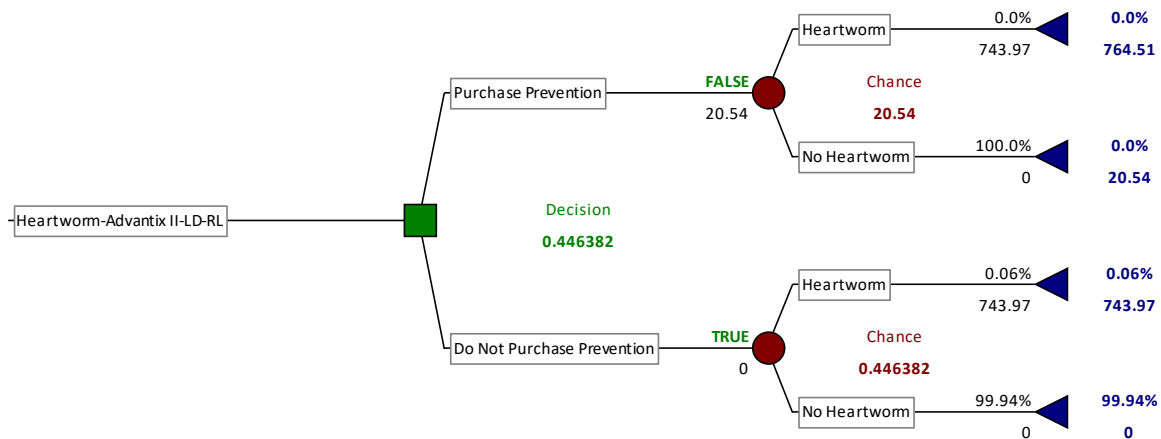 Heartworm-Advantix II-LD-RL
Decision
0.446382
Purchase Prevention
FALSE
20.54
Chance
20.54
Heartworm
0.0%
743.97
0.0%
764.51
No Heartworm
100.0%
0
0.0%
20.54
Do Not Purchase Prevention
TRUE
0
Chance
0.446382
Heartworm
0.06%
743.97
0.06%
743.97
No Heartworm
99.94%
0
99.94%
0